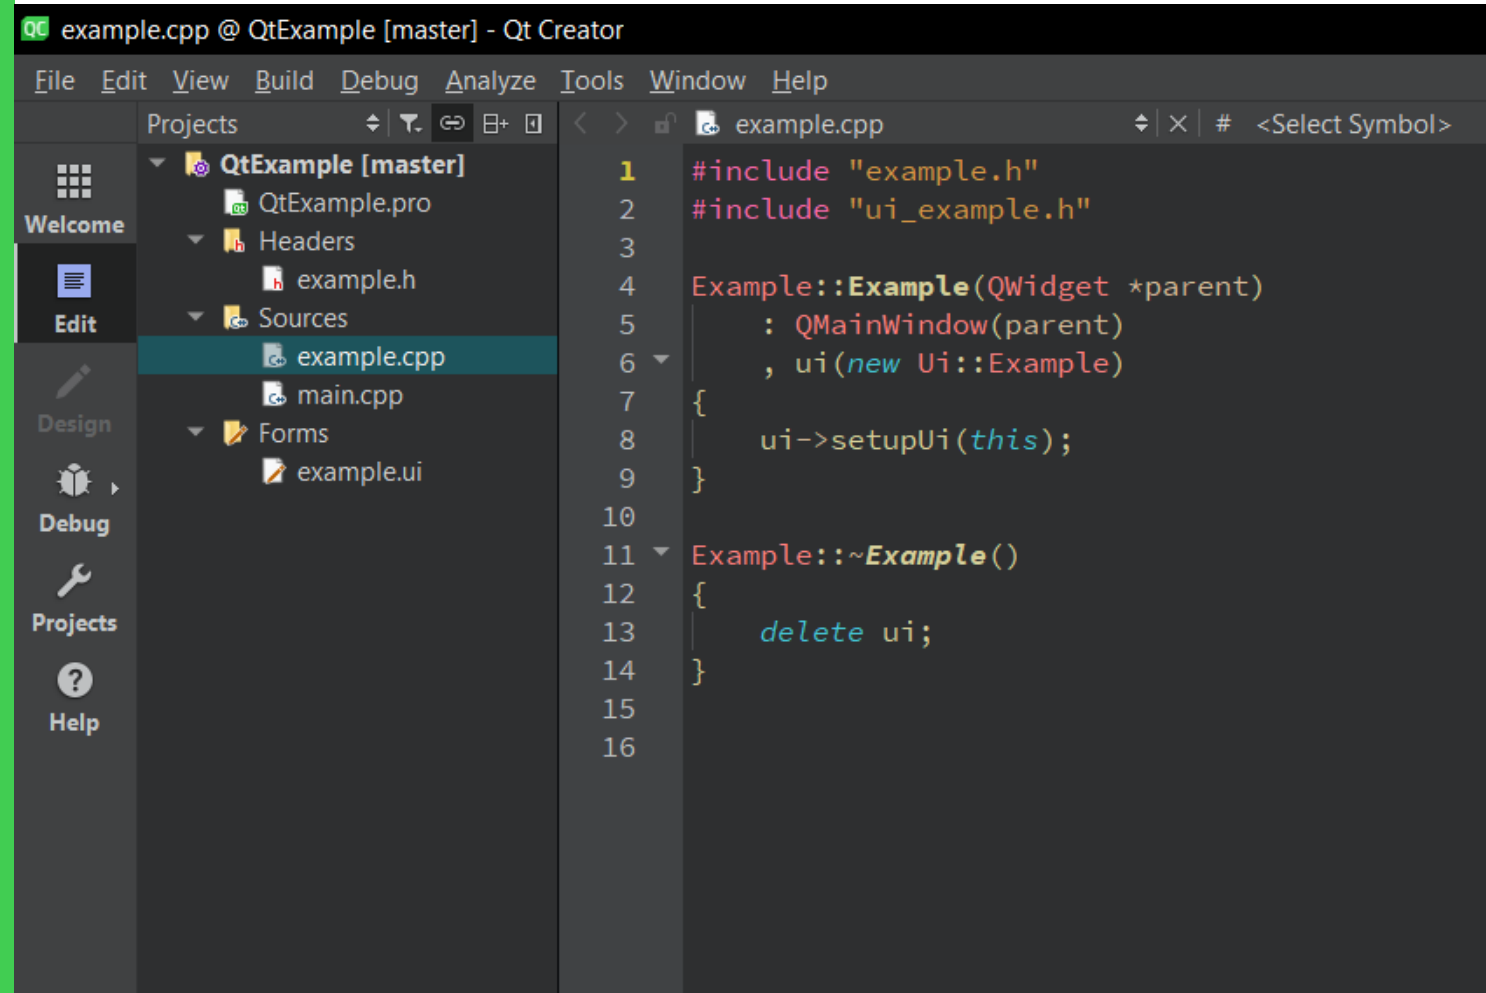 QC example.cpp @ QtExample [master] - Qt Creator
File Edit View Build Debug Analyze Tools Window Help
Projects
example.cpp # <Select Symbol>
Welcome
Edit
Design
Debug
Projects
Help
QtExample [master]
QtExample.pro
Headers
example.h
Sources
example.cpp
main.cpp
Forms
example.ui
1 #include "example.h"
2 #include "ui_example.h"
3
4 Example::Example(QWidget *parent)
5     : QMainWindow(parent)
6     , ui(new Ui::Example)
7 {
8     ui->setupUi(this);
9 }
10
11 Example::~Example()
12 {
13     delete ui;
14 }
15
16